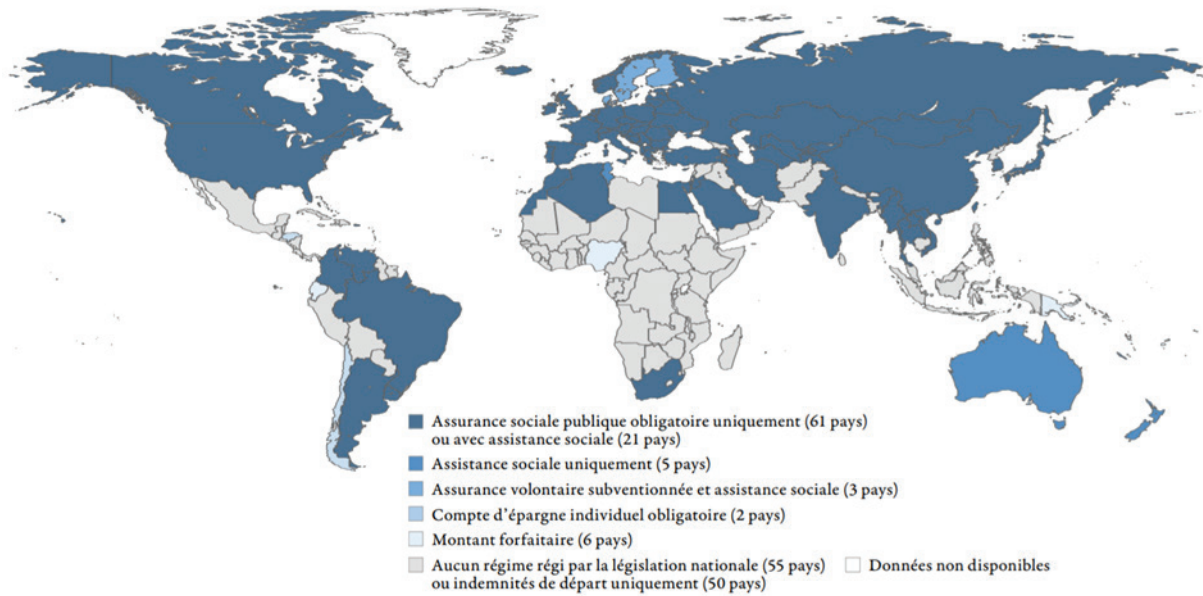 Assurance sociale publique obligatoire uniquement (61 pays)
ou avec assistance sociale (21 pays)
Assistance sociale uniquement (5 pays)
Assurance volontaire subventionnée et assistance sociale (3 pays)
Compte d’épargne individuel obligatoire (2 pays)
Montant forfaitaire (6 pays)
Aucun régime régi par la législation nationale (55 pays)
ou indemnités de départ uniquement (50 pays)
Données non disponibles